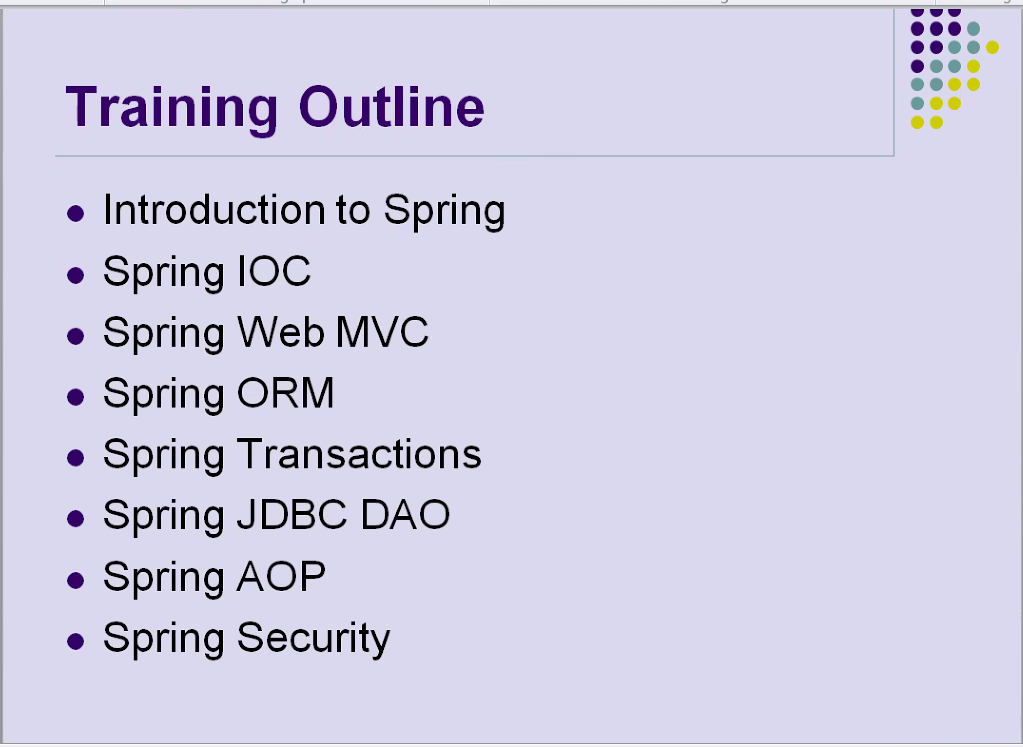 Training Outline
Introduction to Spring
Spring IOC
Spring Web MVC
Spring ORM
Spring Transactions
Spring JDBC DAO
Spring AOP
Spring Security